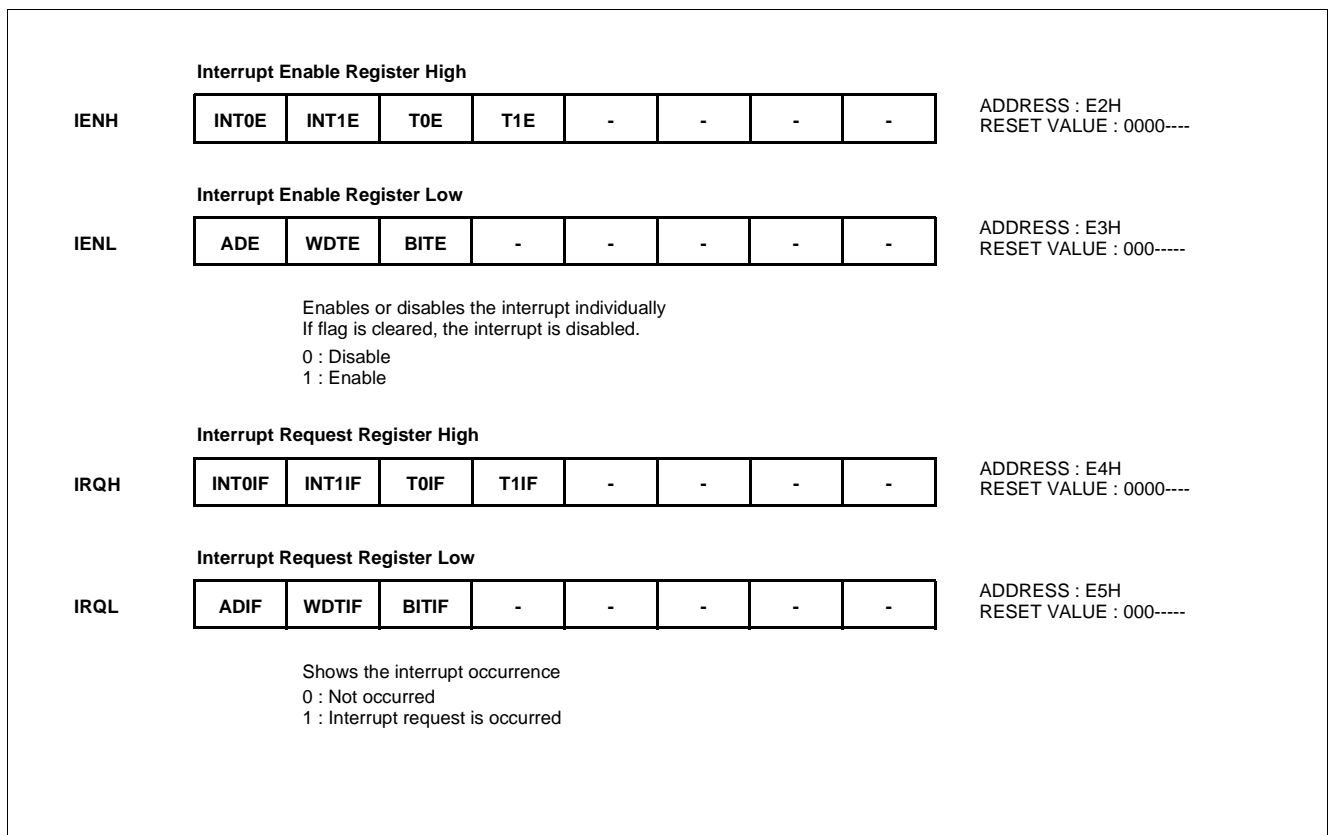 Interrupt Enable Register High
IENH INT0E INT1E T0E T1E - - - - ADDRESS : E2H
RESET VALUE : 0000----
Interrupt Enable Register Low
IENL ADE WDTE BITE - - - - - ADDRESS : E3H
RESET VALUE : 000-----
Enables or disables the interrupt individually
If flag is cleared, the interrupt is disabled.
0 : Disable
1 : Enable
Interrupt Request Register High
IRQH INT0IF INT1IF T0IF T1IF - - - - ADDRESS : E4H
RESET VALUE : 0000----
Interrupt Request Register Low
IRQL ADIF WDTIF BITIF - - - - - ADDRESS : E5H
RESET VALUE : 000-----
Shows the interrupt occurrence
0 : Not occurred
1 : Interrupt request is occurred